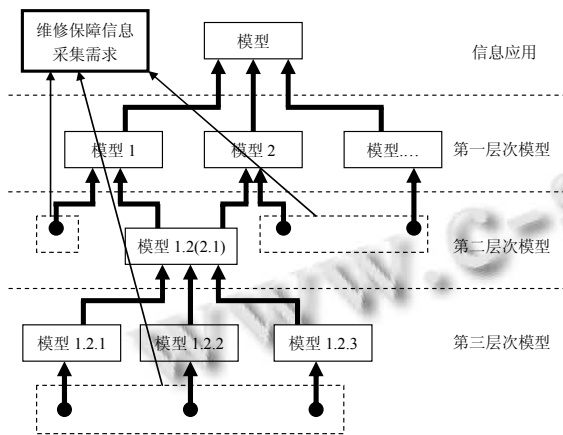 维修保障信息
采集需求
模型
信息应用
模型 1
模型 2
模型....
第一层次模型
模型 1.2(2.1)
第二层次模型
模型 1.2.1
模型 1.2.2
模型 1.2.3
第三层次模型
www.c-s